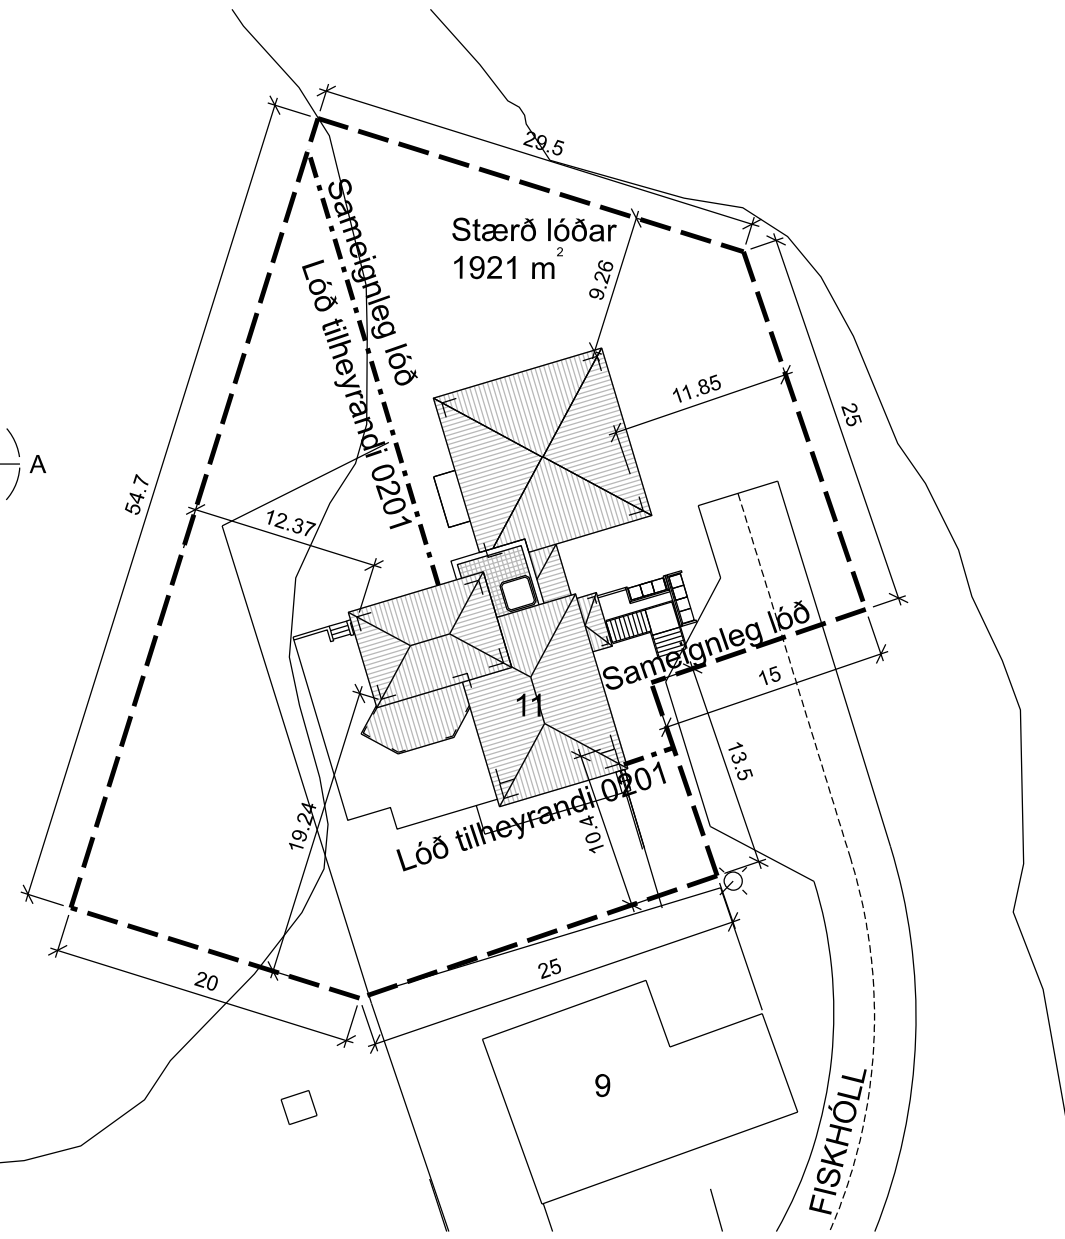 29.5
Sameignleg lóð
Stærð lóðar
1921 m²
9.26
Lóð tilheyrandi 0201
11.85
25
A
54.7
12.37
Sameignleg lóð
15
11
13.5
Lóð tilheyrandi 0201
19.24
10.4
20
25
9
FISKHÓLL